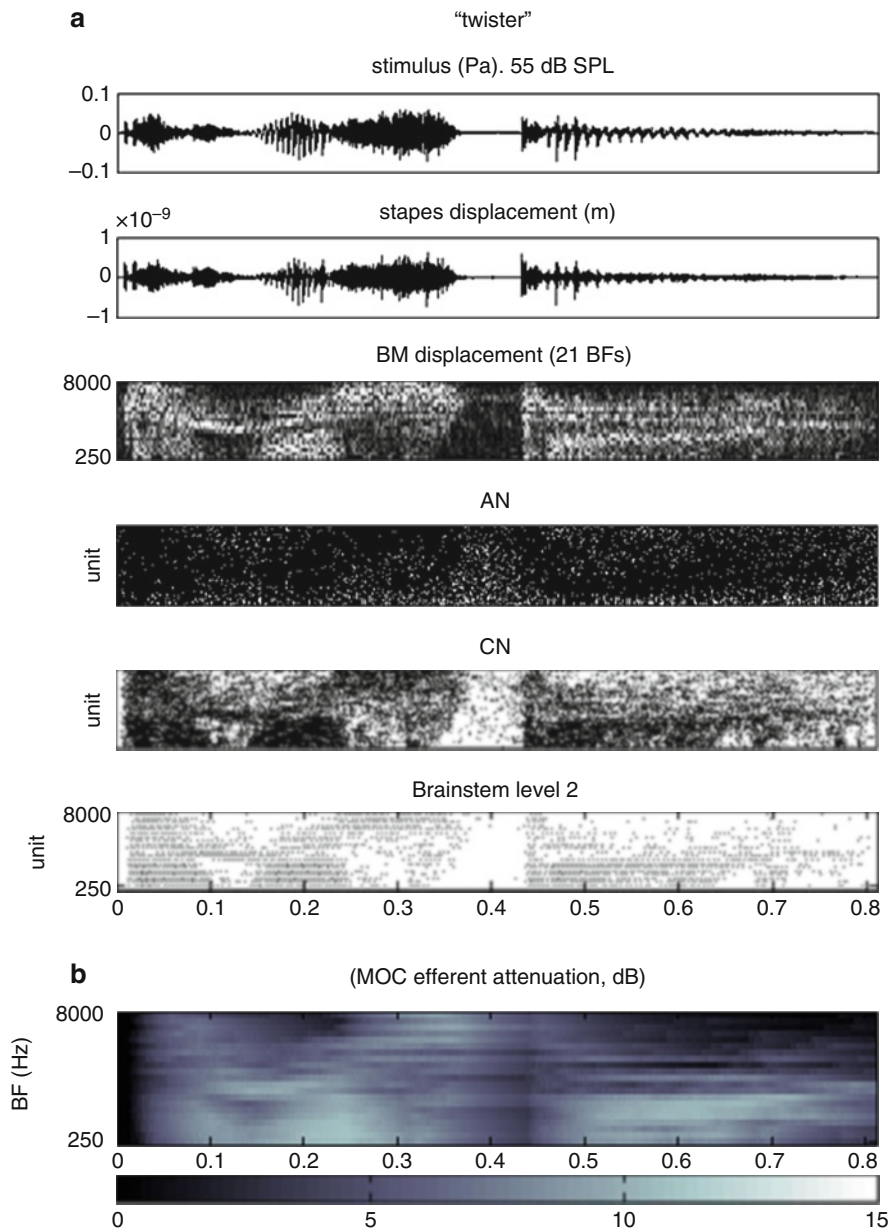 a
“twister”
stimulus (Pa). 55 dB SPL
0.1
0
−0.1
×10−9
stapes displacement (m)
1
0
−1
BM displacement (21 BFs)
8000
250
AN
unit
CN
unit
Brainstem level 2
8000
unit
250
0 0.1 0.2 0.3 0.4 0.5 0.6 0.7 0.8
b
(MOC efferent attenuation, dB)
8000
BF (Hz)
250
0 0.1 0.2 0.3 0.4 0.5 0.6 0.7 0.8
0 5 10 15